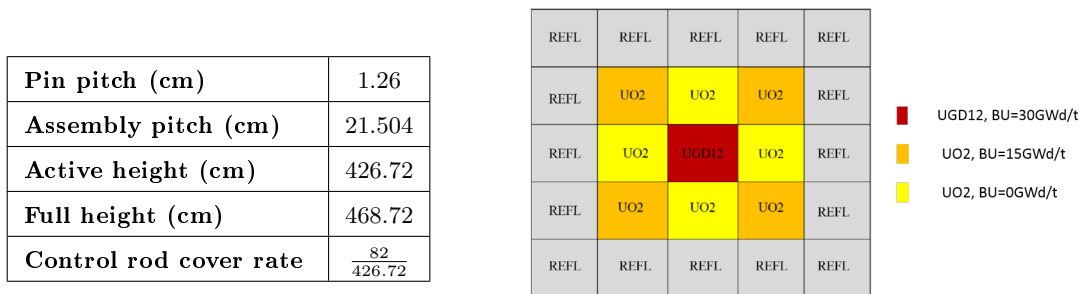 Pin pitch (cm) 1.26
Assembly pitch (cm) 21.504
Active height (cm) 426.72
Full height (cm) 468.72
Control rod cover rate 82/426.72
REFL REFL REFL REFL REFL
REFL UO2 UO2 UO2 REFL
REFL UO2 UGD12 UO2 REFL
REFL UO2 UO2 UO2 REFL
REFL REFL REFL REFL REFL
UGD12, BU=30GWd/t
UO2, BU=15GWd/t
UO2, BU=0GWd/t